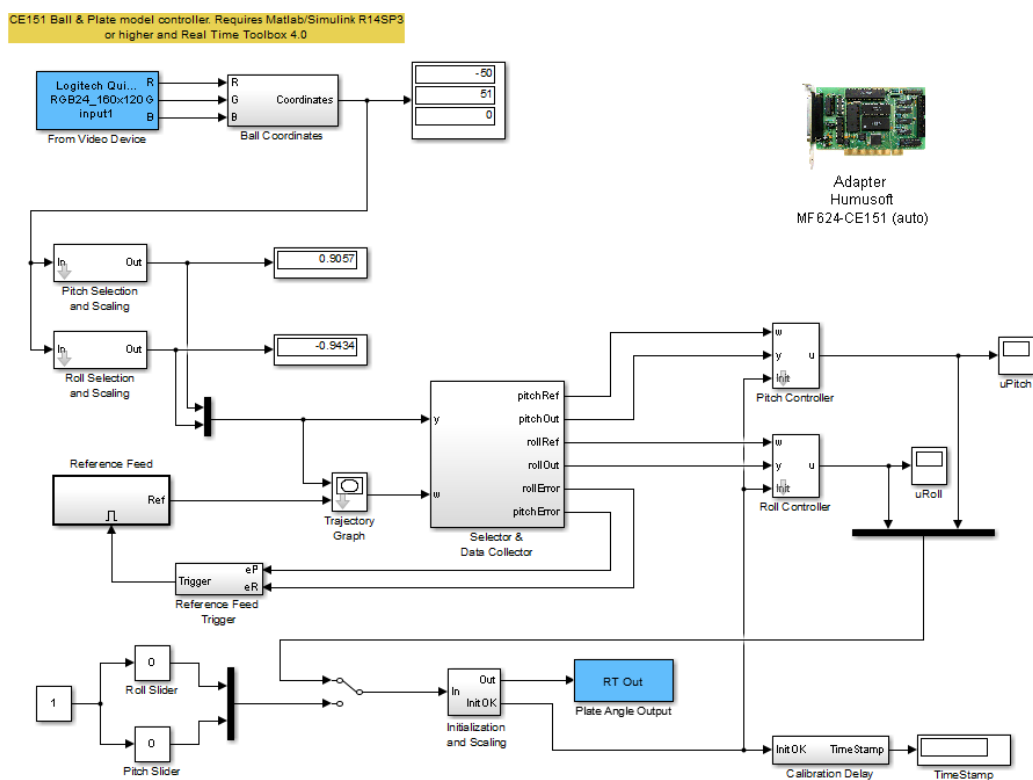 CE151 Ball & Plate model controller. Requires Matlab/Simulink R14SP3
or higher and Real Time Toolbox 4.0
Logitech Qui... R
RGB24_160x120 G
input1 B
From Video Device
R
G
B
Coordinates
Ball Coordinates
-50
51
0
Adapter
Humusoft
MF624-CE151 (auto)
In Out
Pitch Selection
and Scaling
0.9057
In Out
Roll Selection
and Scaling
-0.9434
y
w
pitchRef
pitchOut
rollRef
rollOut
rollError
pitchError
Selector &
Data Collector
w
y
Init
u
Pitch Controller
uPitch
w
y
Init
u
Roll Controller
uRoll
Reference Feed
Ref
Trajectory
Graph
Trigger
eP
eR
Reference Feed
Trigger
1
0
Roll Slider
0
Pitch Slider
In
Out
InitOK
Initialization
and Scaling
RT Out
Plate Angle Output
InitOK TimeStamp
Calibration Delay
TimeStamp